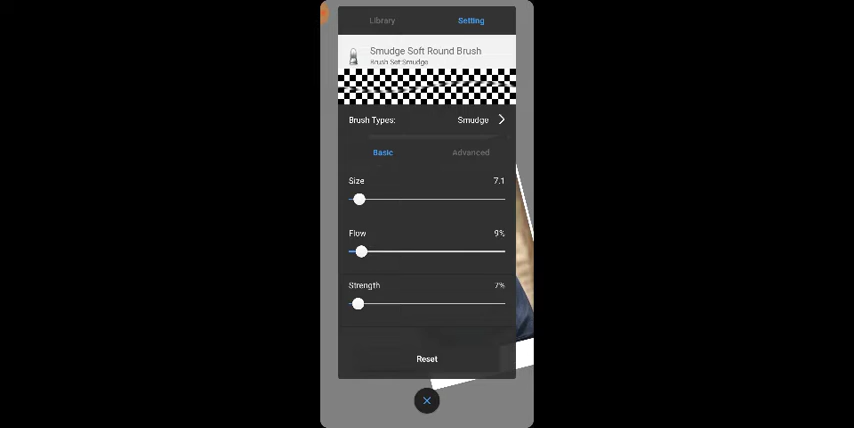 Library Setting
Smudge Soft Round Brush
Brush Set:Smudge
Brush Types: Smudge
Basic Advanced
Size 7.1
Flow 9%
Strength 7%
Reset